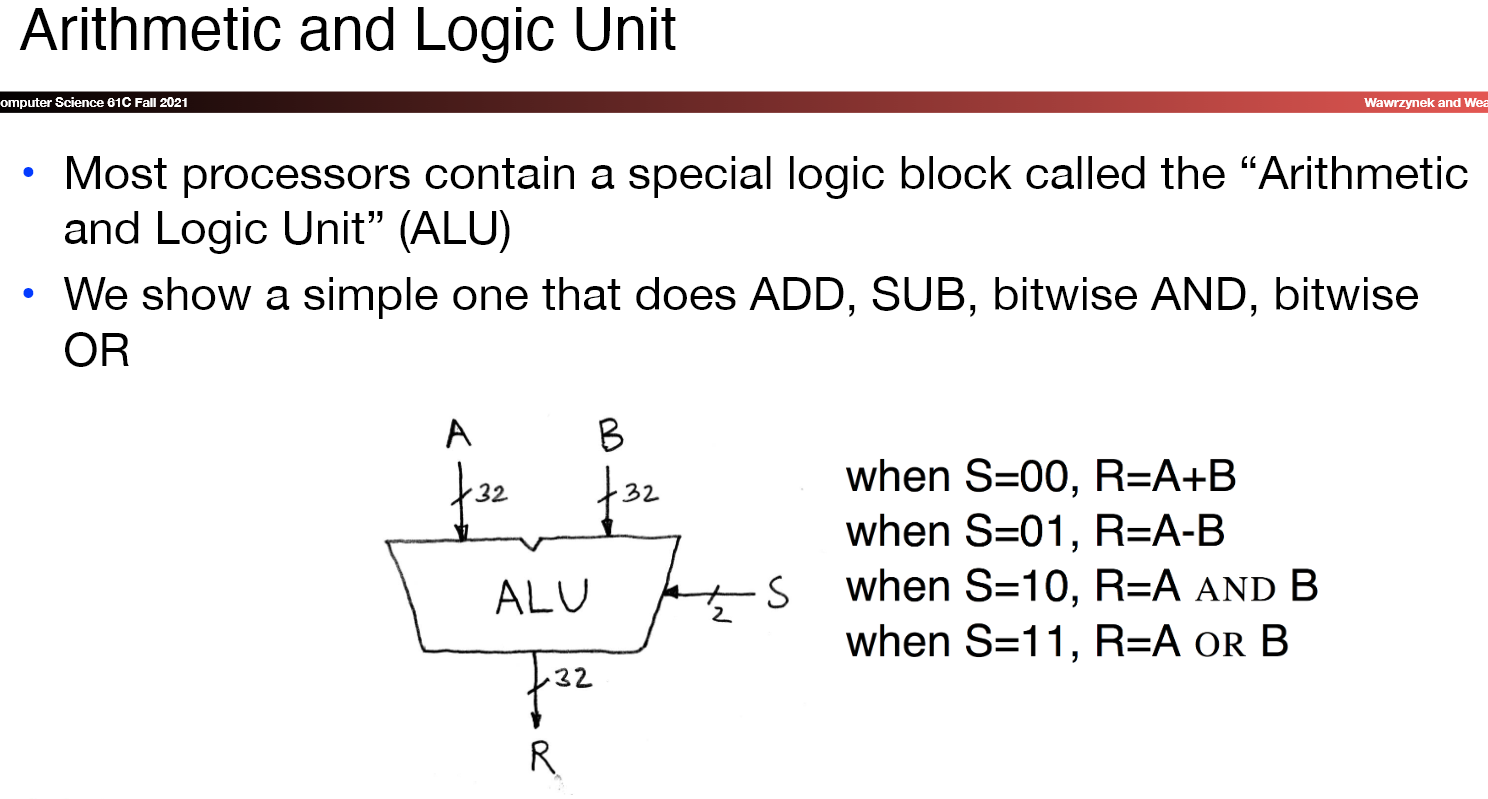 Arithmetic and Logic Unit
omputer Science 61C Fall 2021
Wawrzynek and Wea
• Most processors contain a special logic block called the “Arithmetic
and Logic Unit” (ALU)
• We show a simple one that does ADD, SUB, bitwise AND, bitwise
OR
A B
32 32
ALU
S
2
32
R
when S=00, R=A+B
when S=01, R=A-B
when S=10, R=A AND B
when S=11, R=A OR B